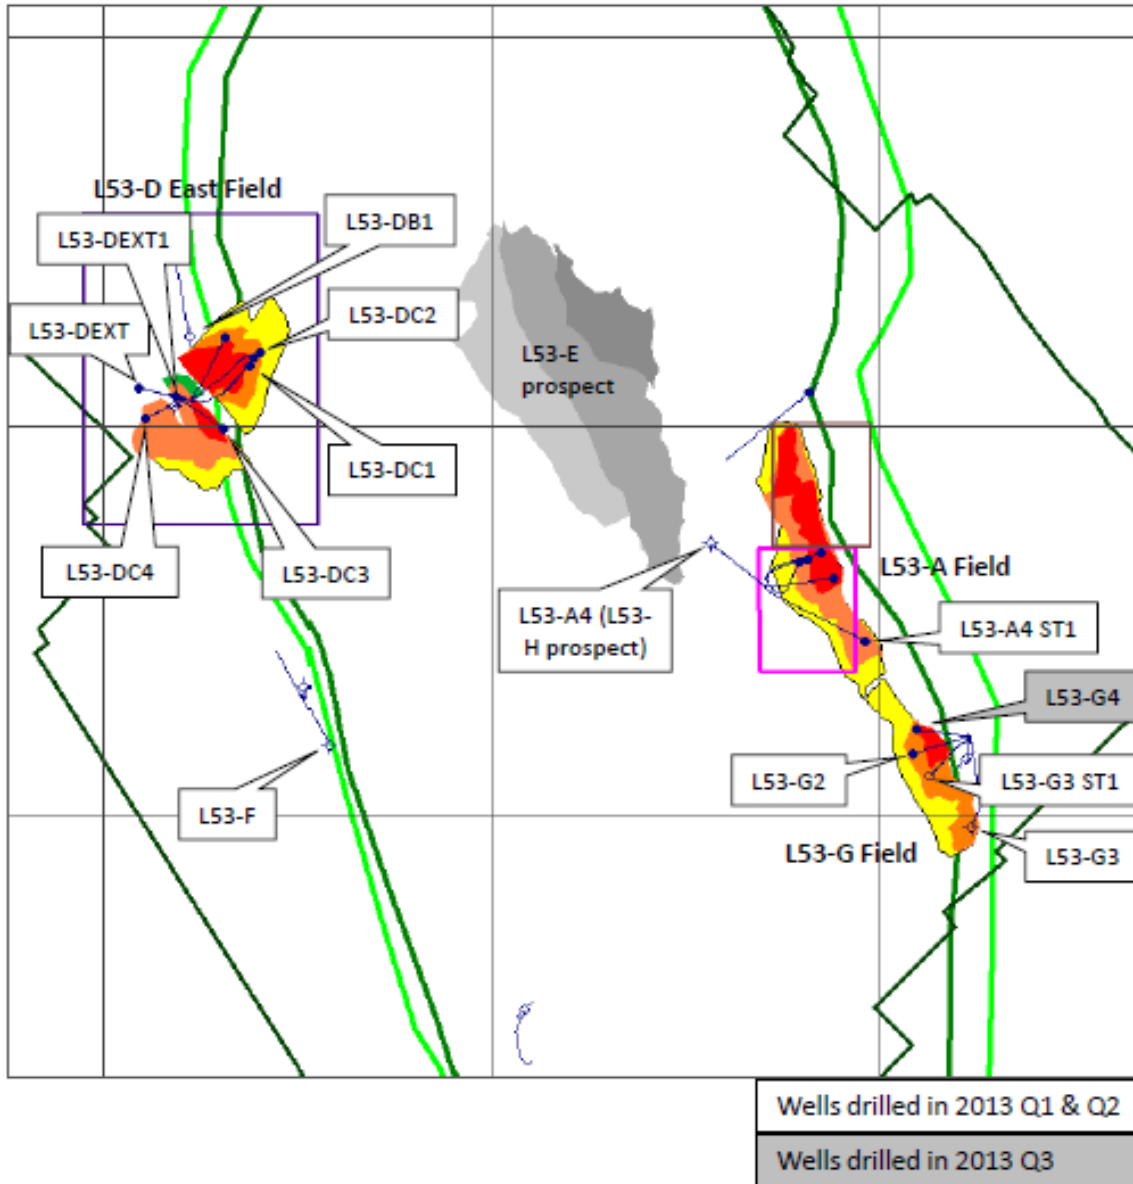 L53-D East Field
L53-DB1
L53-DEXT1
L53-DC2
L53-DEXT
L53-E
prospect
L53-DC1
L53-DC4
L53-DC3
L53-A Field
L53-A4 (L53-
H prospect)
L53-A4 ST1
L53-G4
L53-G2
L53-G3 ST1
L53-F
L53-G Field
L53-G3
Wells drilled in 2013 Q1 & Q2
Wells drilled in 2013 Q3